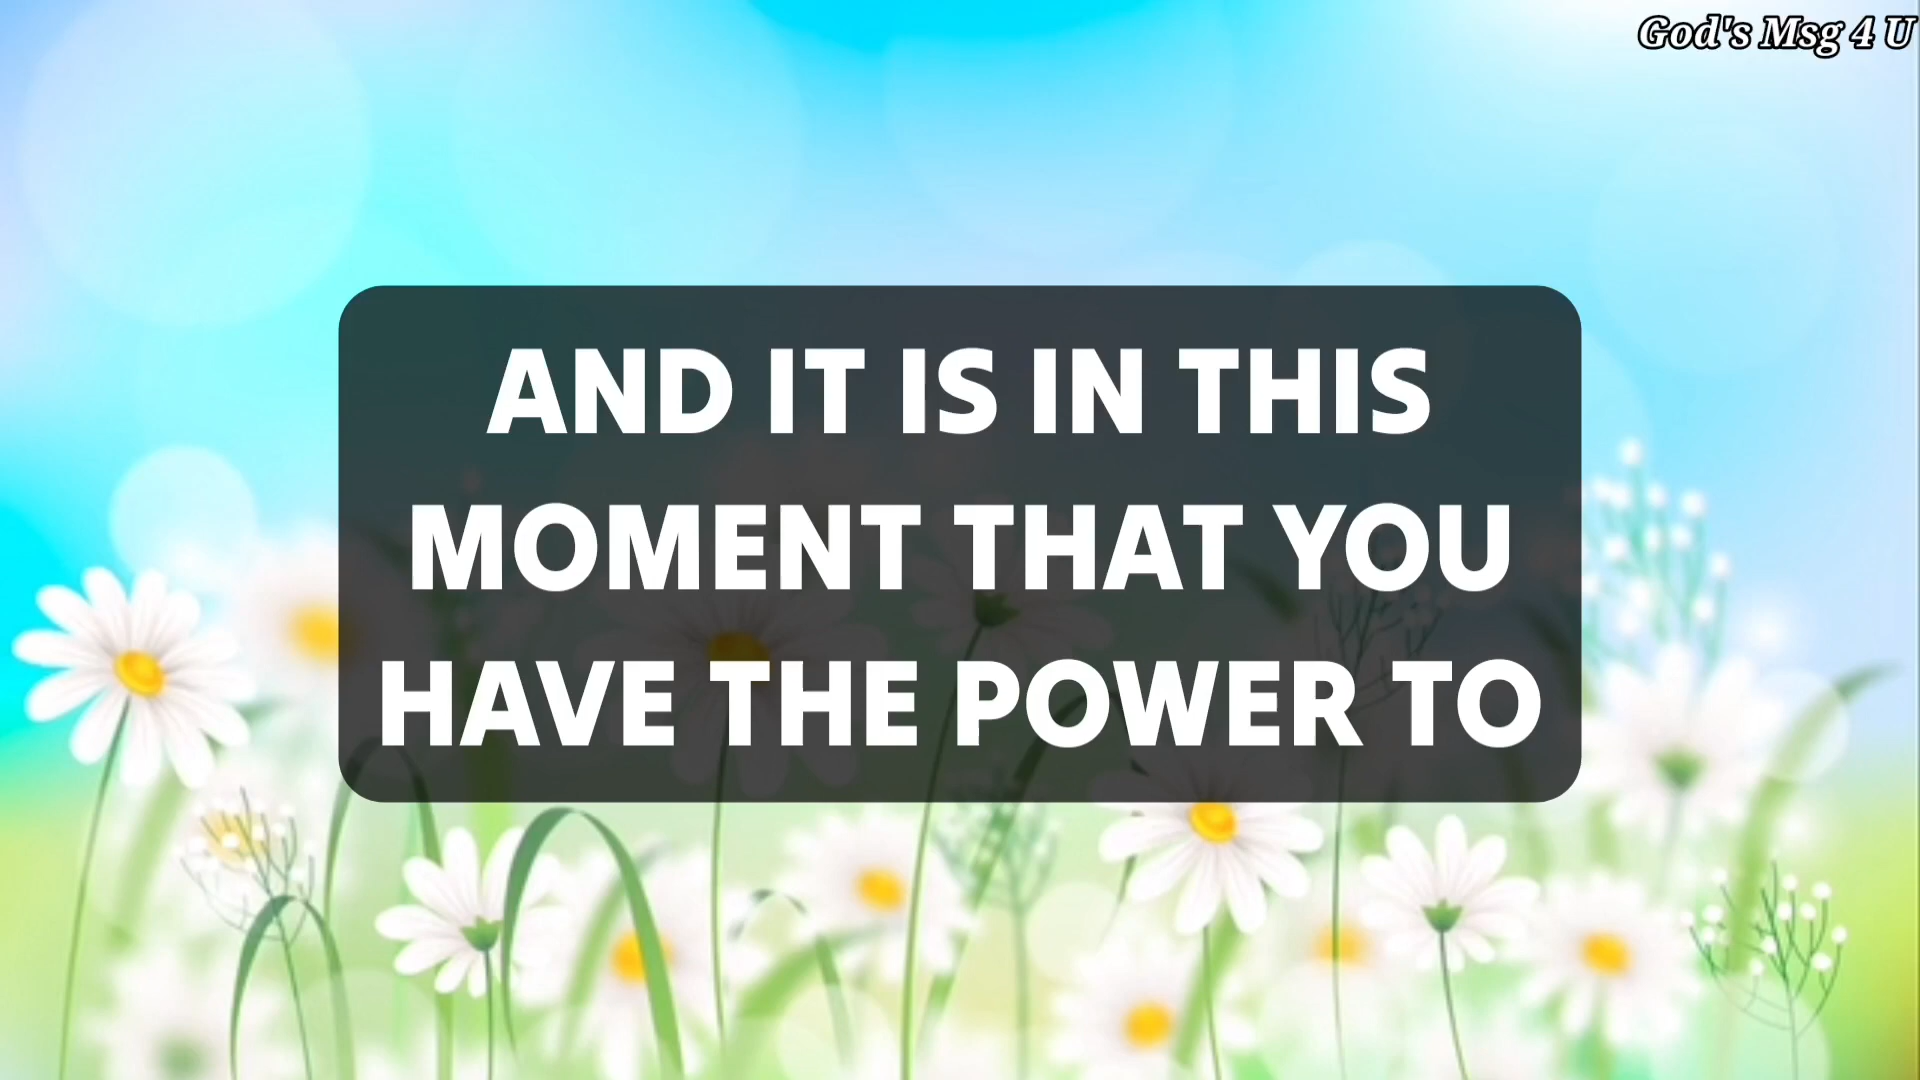 God's Msg 4 U
AND IT IS IN THIS
MOMENT THAT YOU
HAVE THE POWER TO